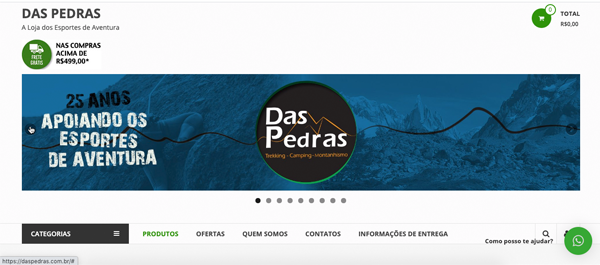 DAS PEDRAS
A Loja dos Esportes de Aventura
0
TOTAL
R$0,00
FRETE
GRÁTIS
NAS COMPRAS
ACIMA DE
R$499,00*
25 ANOS
APOIANDO OS
ESPORTES
DE AVENTURA
Das
Pedras
Trekking - Camping - Montanhismo
CATEGORIAS
PRODUTOS
OFERTAS
QUEM SOMOS
CONTATOS
INFORMAÇÕES DE ENTREGA
Como posso te ajudar?
https://daspedras.com.br/#